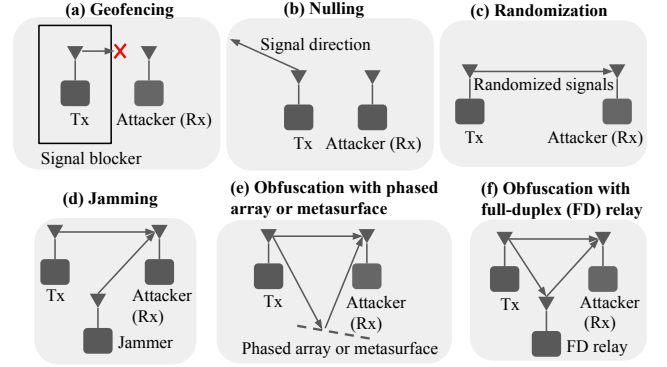 (a) Geofencing
Tx
Attacker (Rx)
Signal blocker
(b) Nulling
Signal direction
Tx
Attacker (Rx)
(c) Randomization
Randomized signals
Tx
Attacker (Rx)
(d) Jamming
Tx
Attacker
(Rx)
Jammer
(e) Obfuscation with phased
array or metasurface
Tx
Attacker
(Rx)
Phased array or metasurface
(f) Obfuscation with
full-duplex (FD) relay
Tx
Attacker
(Rx)
FD relay